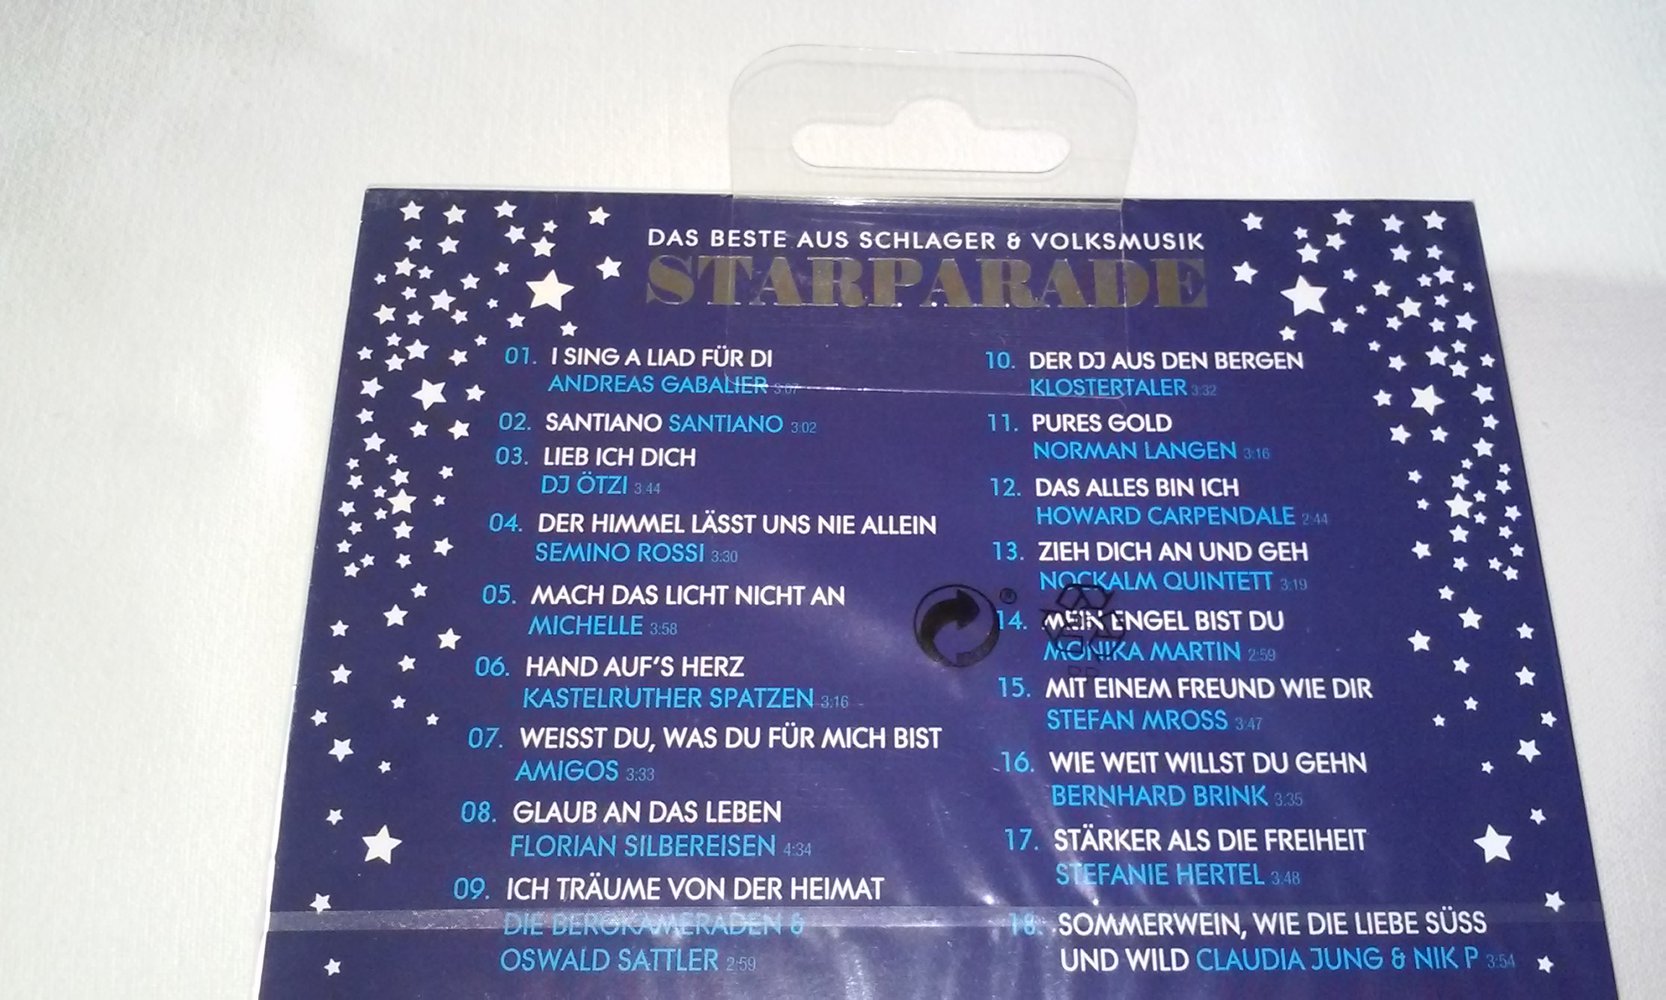 DAS BESTE AUS SCHLAGER & VOLKSMUSIK
STARPARADE
01. I SING A LIAD FÜR DI
ANDREAS GABALIER 3:07
02. SANTIANO SANTIANO 3:02
03. LIEB ICH DICH
DJ ÖTZI 3:44
04. DER HIMMEL LÄSST UNS NIE ALLEIN
SEMINO ROSSI 3:30
05. MACH DAS LICHT NICHT AN
MICHELLE 3:58
06. HAND AUF'S HERZ
KASTELRUTHER SPATZEN 3:16
07. WEISST DU, WAS DU FÜR MICH BIST
AMIGOS 3:33
08. GLAUB AN DAS LEBEN
FLORIAN SILBEREISEN 4:34
09. ICH TRÄUME VON DER HEIMAT
DIE BERGKAMERADEN &
OSWALD SATTLER 2:59
10. DER DJ AUS DEN BERGEN
KLOSTERTALER 3:32
11. PURES GOLD
NORMAN LANGEN 3:16
12. DAS ALLES BIN ICH
HOWARD CARPENDALE 2:44
13. ZIEH DICH AN UND GEH
NOCKALM QUINTETT 3:19
14. MEIN ENGEL BIST DU
MONIKA MARTIN 2:59
15. MIT EINEM FREUND WIE DIR
STEFAN MROSS 3:47
16. WIE WEIT WILLST DU GEHN
BERNHARD BRINK 3:35
17. STÄRKER ALS DIE FREIHEIT
STEFANIE HERTEL 3:48
18. SOMMERWEIN, WIE DIE LIEBE SÜSS
UND WILD CLAUDIA JUNG & NIK P 3:54